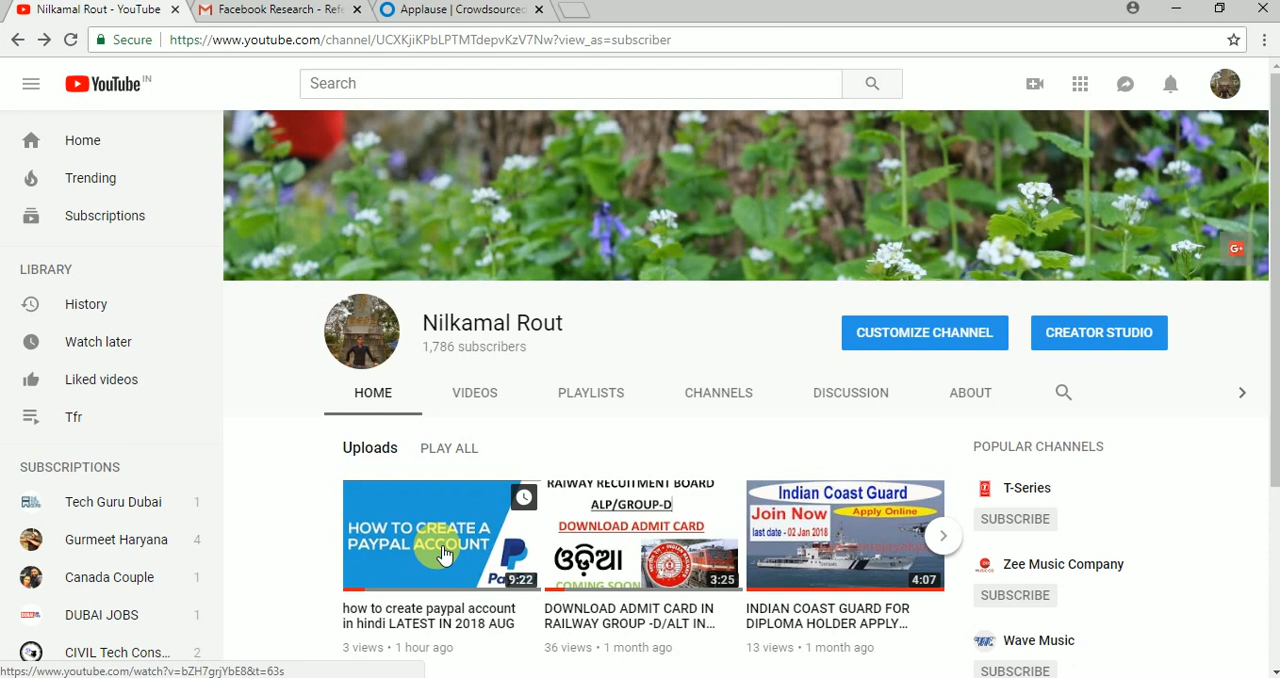 Nilkamal Rout - YouTube
Facebook Research - Refe
Applause | Crowdsourced
Secure
https://www.youtube.com/channel/UCXKjiKPbLPTMTdepvKzV7Nw?view_as=subscriber
YouTube IN
Search
Home
Trending
Subscriptions
LIBRARY
History
Watch later
Liked videos
Tfr
SUBSCRIPTIONS
Tech Guru Dubai 1
Gurmeet Haryana 4
Canada Couple 1
DUBAI JOBS 1
CIVIL Tech Cons... 2
https://www.youtube.com/watch?v=bZH7grjYbE8&t=63s
G+
Nilkamal Rout
1,786 subscribers
CUSTOMIZE CHANNEL
CREATOR STUDIO
HOME VIDEOS PLAYLISTS CHANNELS DISCUSSION ABOUT
Uploads PLAY ALL
HOW TO CREATE A
PAYPAL ACCOUNT
9:22
how to create paypal account
in hindi LATEST IN 2018 AUG
3 views • 1 hour ago
RAIWAY RECUITMENT BOARD
ALP/GROUP-D
DOWNLOAD ADMIT CARD
ଓଡ଼ିଆ
COMING SOON
3:25
DOWNLOAD ADMIT CARD IN
RAILWAY GROUP -D/ALT IN...
36 views • 1 month ago
Indian Coast Guard
Join Now
Apply Online
last date - 02 Jan 2018
4:07
INDIAN COAST GUARD FOR
DIPLOMA HOLDER APPLY...
13 views • 1 month ago
POPULAR CHANNELS
T-Series
SUBSCRIBE
Zee Music Company
SUBSCRIBE
Wave Music
SUBSCRIBE